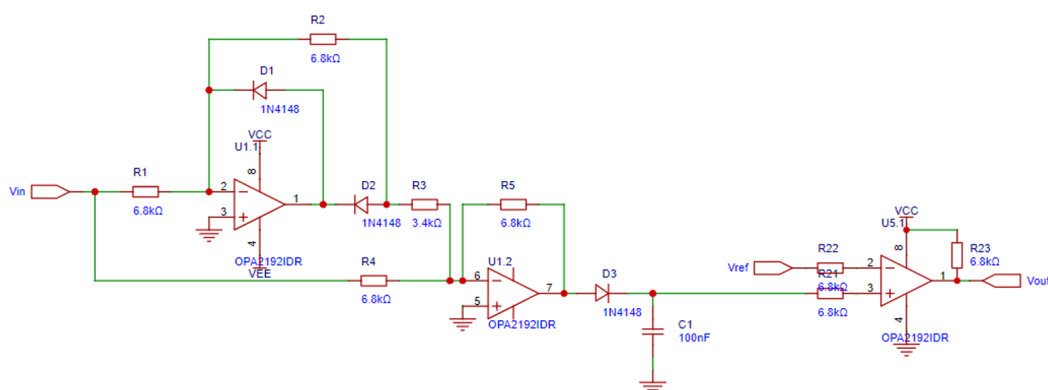 R2
6.8kΩ
D1
1N4148
VCC
U1.1
8
Vin
R1
6.8kΩ
2
3
1
4
OPA2192IDR
VEE
D2
1N4148
R3
3.4kΩ
R5
6.8kΩ
R4
6.8kΩ
U1.2
6
5
7
OPA2192IDR
D3
1N4148
C1
100nF
VCC
U5.1
8
R23
6.8kΩ
Vref
R22
6.8kΩ
R21
6.8kΩ
2
3
1
4
Vout
OPA2192IDR